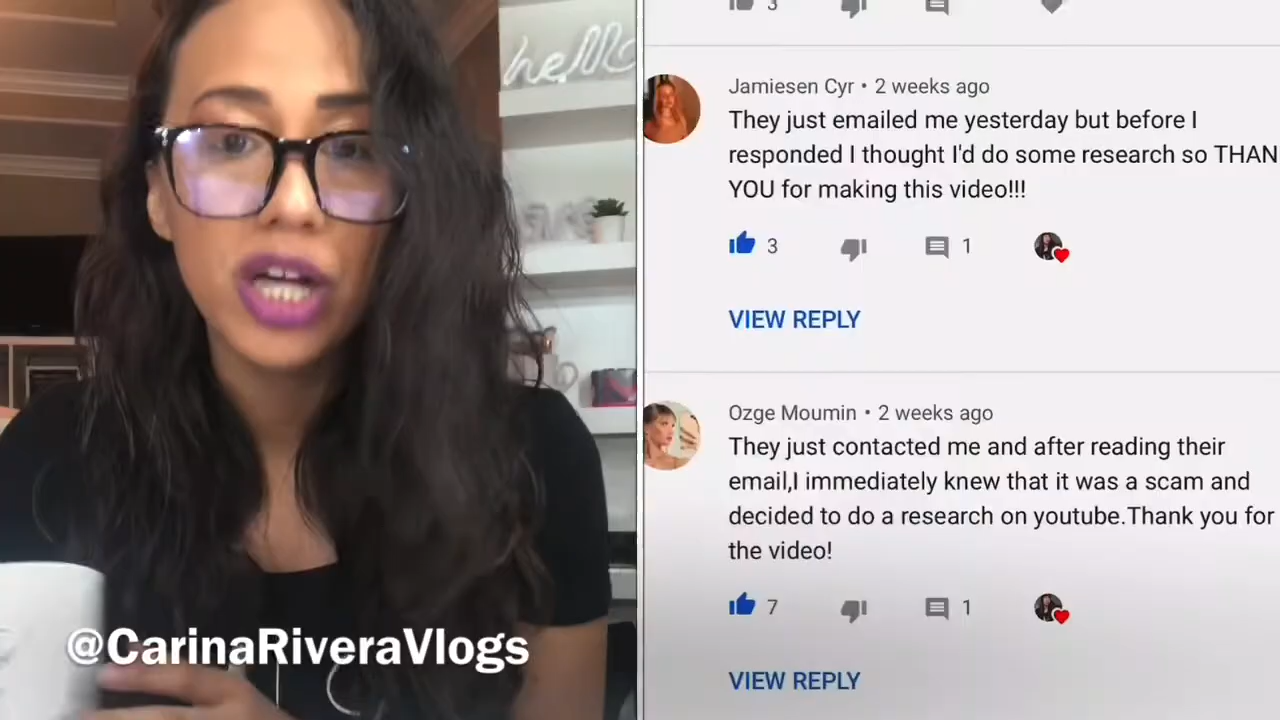 hello
3
Jamiesen Cyr • 2 weeks ago
They just emailed me yesterday but before I
responded I thought I'd do some research so THAN
YOU for making this video!!!
3
1
VIEW REPLY
Ozge Moumin • 2 weeks ago
They just contacted me and after reading their
email,I immediately knew that it was a scam and
decided to do a research on youtube.Thank you for
the video!
7
1
VIEW REPLY
@CarinaRiveraVlogs